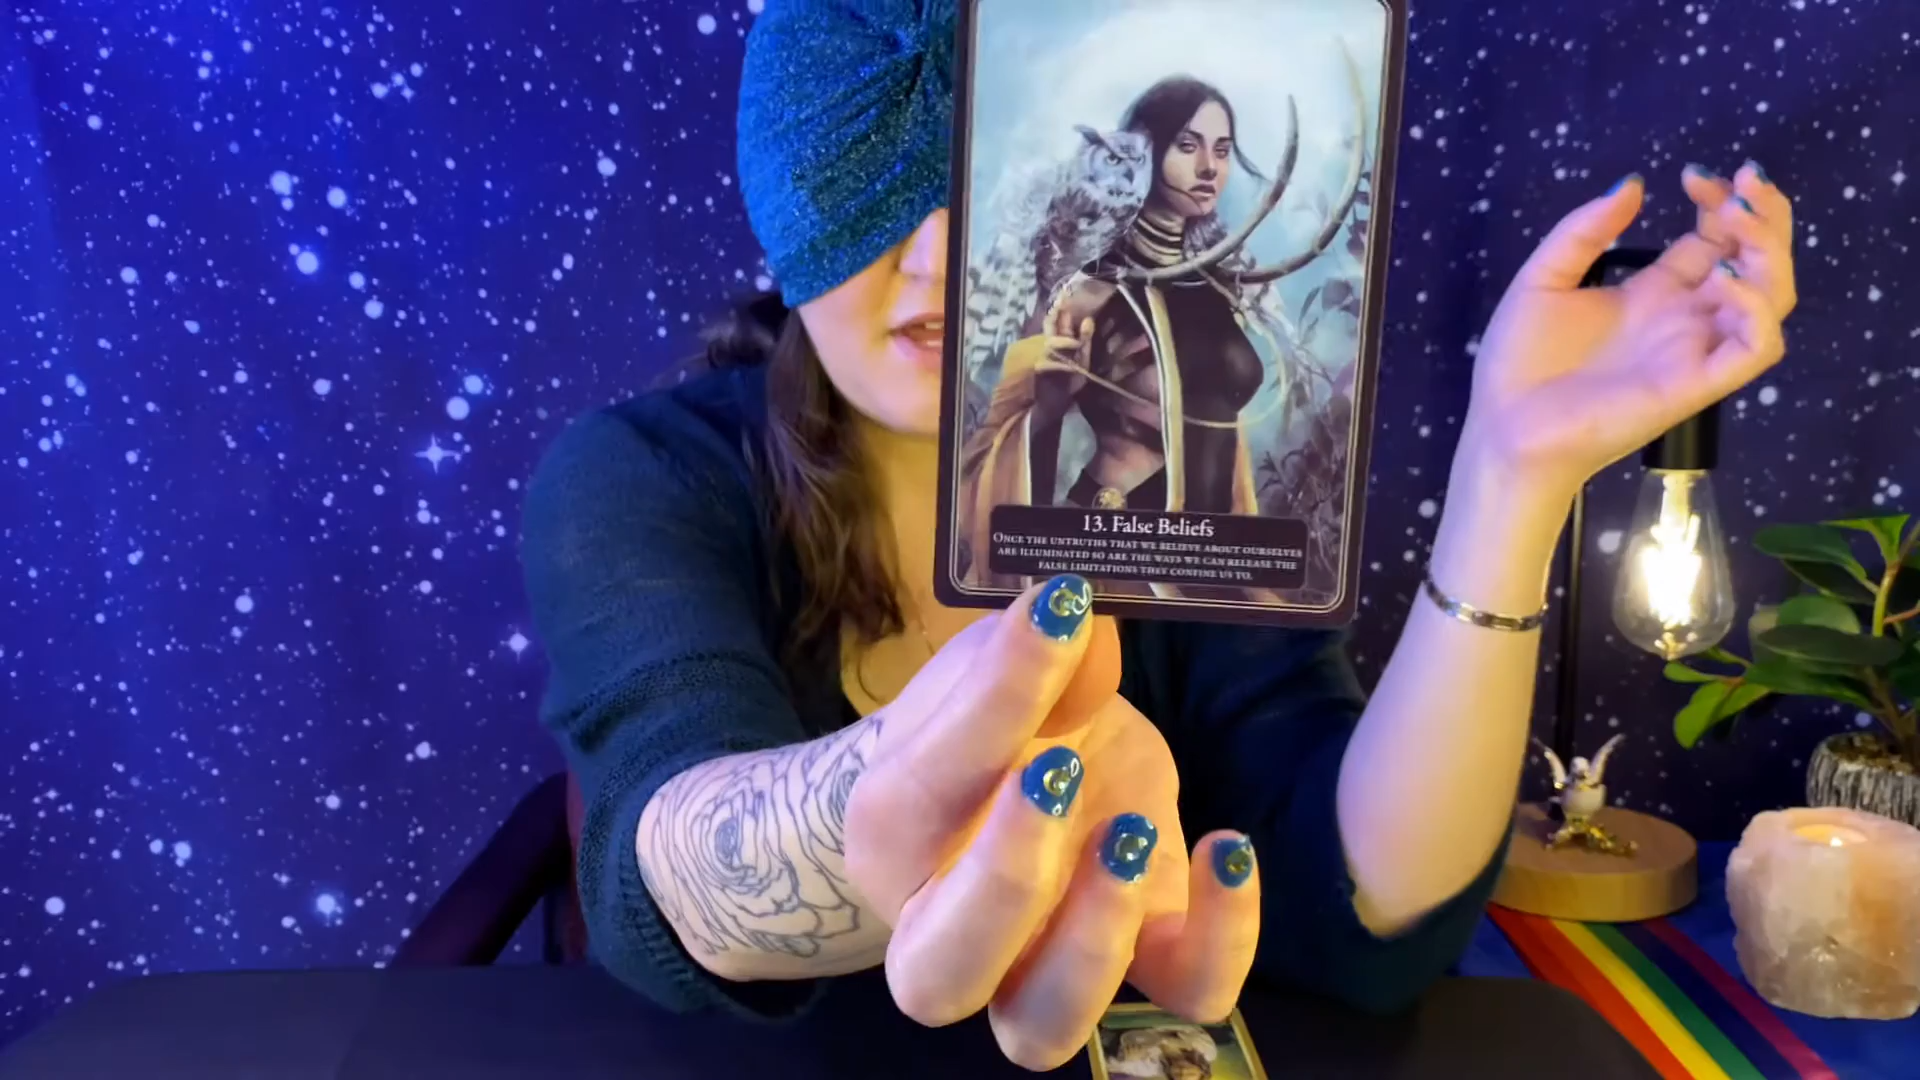 13. False Beliefs
Once the untruths that we believe about ourselves
are illuminated so are the ways we can release the
false limitations they confine us to.